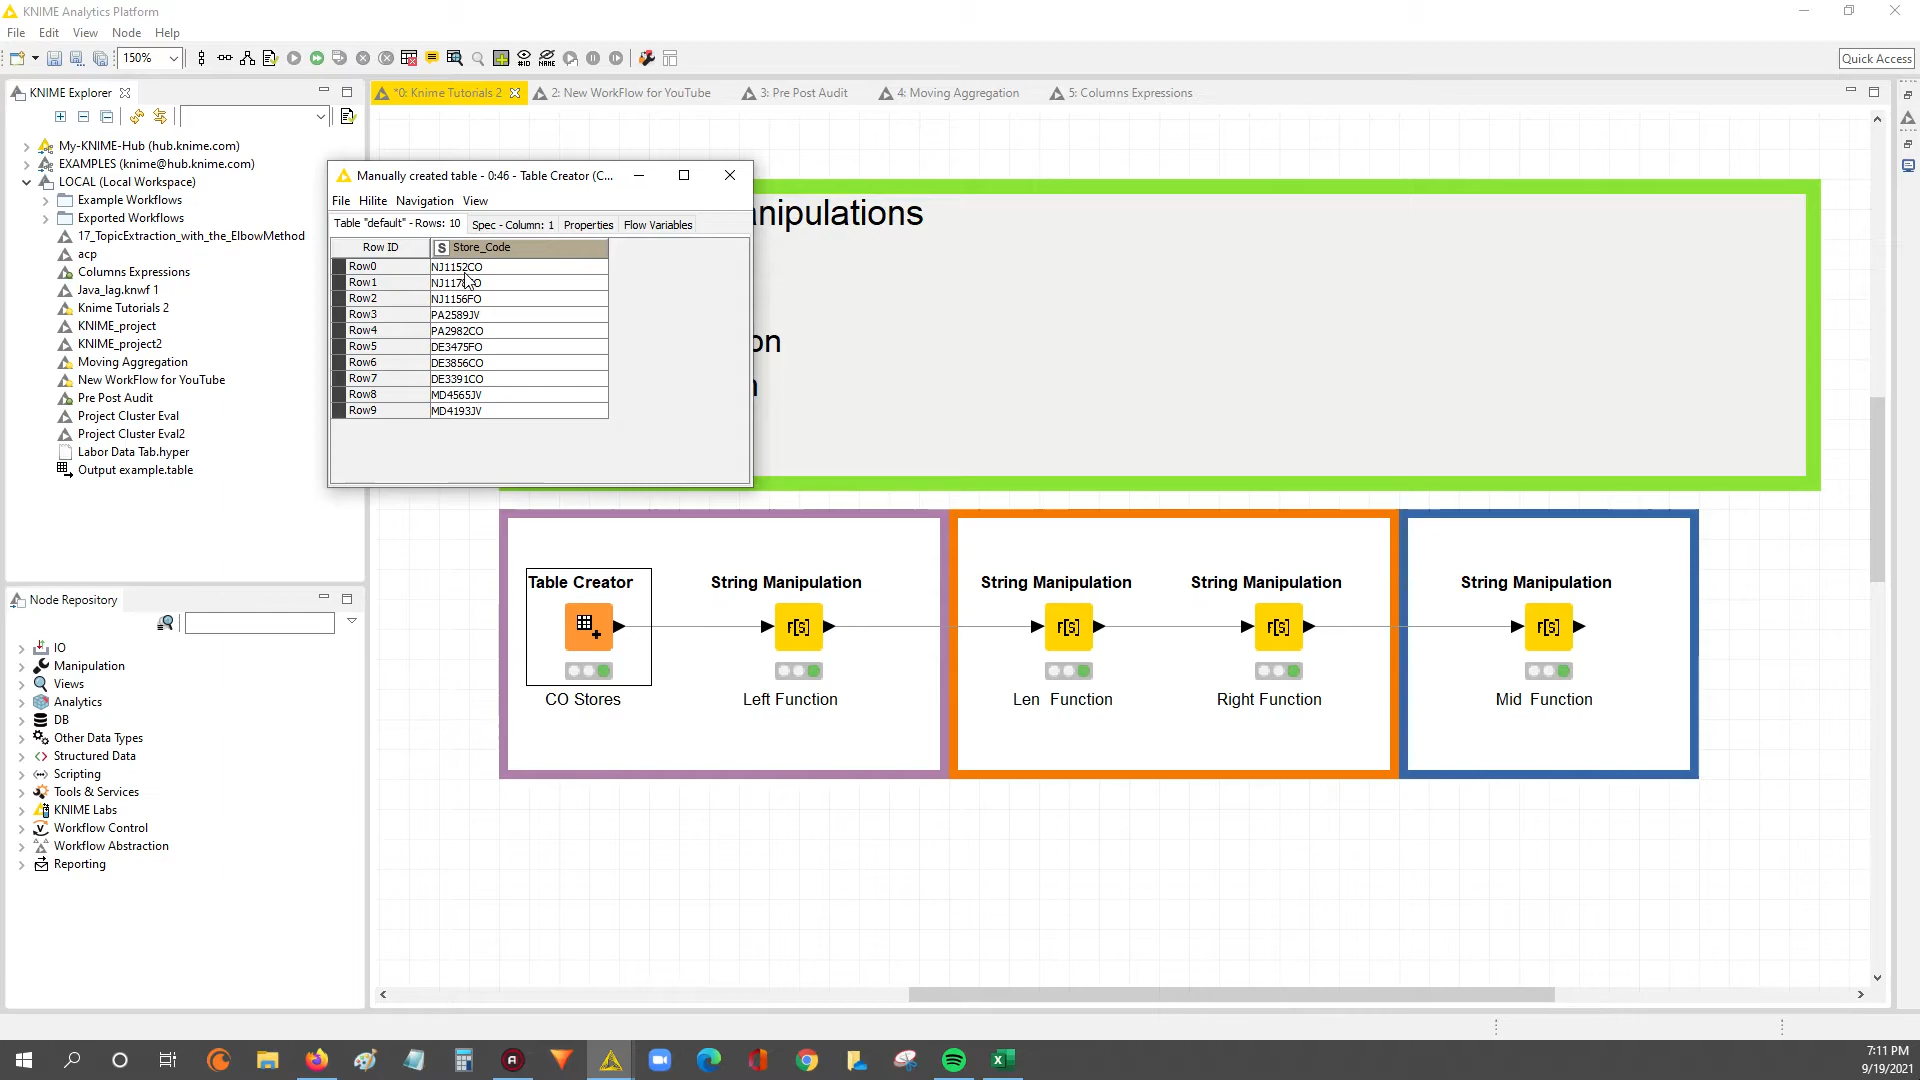 KNIME Analytics Platform
File Edit View Node Help
150%
Quick Access
KNIME Explorer
*0: Knime Tutorials 2
2: New WorkFlow for YouTube
3: Pre Post Audit
4: Moving Aggregation
5: Columns Expressions
My-KNIME-Hub (hub.knime.com)
EXAMPLES (knime@hub.knime.com)
LOCAL (Local Workspace)
Example Workflows
Exported Workflows
17_TopicExtraction_with_the_ElbowMethod
acp
Columns Expressions
Java_lag.knwf 1
Knime Tutorials 2
KNIME_project
KNIME_project2
Moving Aggregation
New WorkFlow for YouTube
Pre Post Audit
Project Cluster Eval
Project Cluster Eval2
Labor Data Tab.hyper
Output example.table
Manually created table - 0:46 - Table Creator (C...
File Hilite Navigation View
Table "default" - Rows: 10 Spec - Column: 1 Properties Flow Variables
Row ID S Store_Code
Row0 NJ1152CO
Row1
Row2 NJ1156FO
Row3 PA2589JV
Row4 PA2982CO
Row5 DE3475FO
Row6 DE3856CO
Row7 DE3391CO
Row8 MD4565JV
Row9 MD4193JV
anipulations
on
Table Creator
CO Stores
String Manipulation
r[s]
Left Function
String Manipulation
r[s]
Len Function
String Manipulation
r[s]
Right Function
String Manipulation
r[s]
Mid Function
Node Repository
IO
Manipulation
Views
Analytics
DB
Other Data Types
Structured Data
Scripting
Tools & Services
KNIME Labs
Workflow Control
Workflow Abstraction
Reporting
7:11 PM
9/19/2021